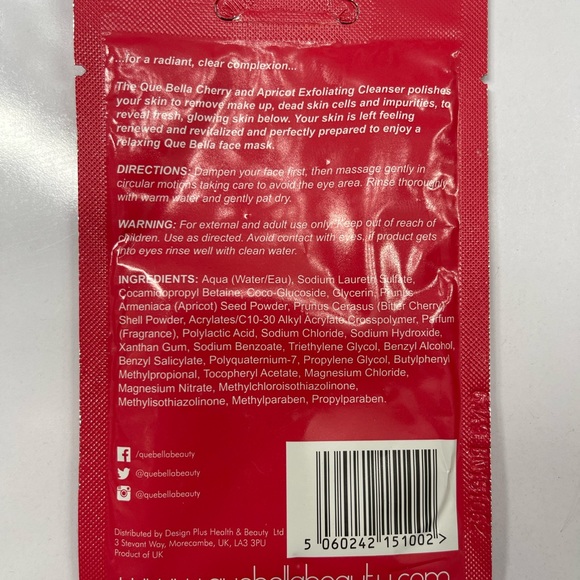 ...for a radiant, clear complexion...
The Que Bella Cherry and Apricot Exfoliating Cleanser polishes
your skin to remove make up, dead skin cells and impurities, to
reveal fresh, glowing skin below. Your skin is left feeling
renewed and revitalized and perfectly prepared to enjoy a
relaxing Que Bella face mask.
DIRECTIONS: Dampen your face first, then massage gently in
circular motions taking care to avoid the eye area. Rinse thoroughly
with warm water and gently pat dry.
WARNING: For external and adult use only. Keep out of reach of
children. Use as directed. Avoid contact with eyes, if product gets
into eyes rinse well with clean water.
INGREDIENTS: Aqua (Water/Eau), Sodium Laureth Sulfate,
Cocamidopropyl Betaine, Coco-Glucoside, Glycerin, Prunus
Armeniaca (Apricot) Seed Powder, Prunus Cerasus (Bitter Cherry)
Shell Powder, Acrylates/C10-30 Alkyl Acrylate Crosspolymer, Parfum
(Fragrance), Polylactic Acid, Sodium Chloride, Sodium Hydroxide,
Xanthan Gum, Sodium Benzoate, Triethylene Glycol, Benzyl Alcohol,
Benzyl Salicylate, Polyquaternium-7, Propylene Glycol, Butylphenyl
Methylpropional, Tocopheryl Acetate, Magnesium Chloride,
Magnesium Nitrate, Methylchloroisothiazolinone,
Methylisothiazolinone, Methylparaben, Propylparaben.
/quebellabeauty
@quebellabeauty
@quebellabeauty
Distributed by Design Plus Health & Beauty Ltd
3 Stevant Way, Morecambe, UK, LA3 3PU
Product of UK
5 060242 151002 >
www.quebellabeauty.com